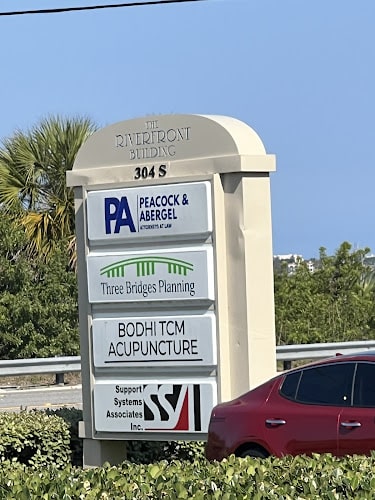 THE
RIVERFRONT
BUILDING
304 S
PA PEACOCK &
ABERGEL
ATTORNEYS AT LAW
Three Bridges Planning
BODHI TCM
ACUPUNCTURE
Support
Systems
Associates
Inc.
SSAI